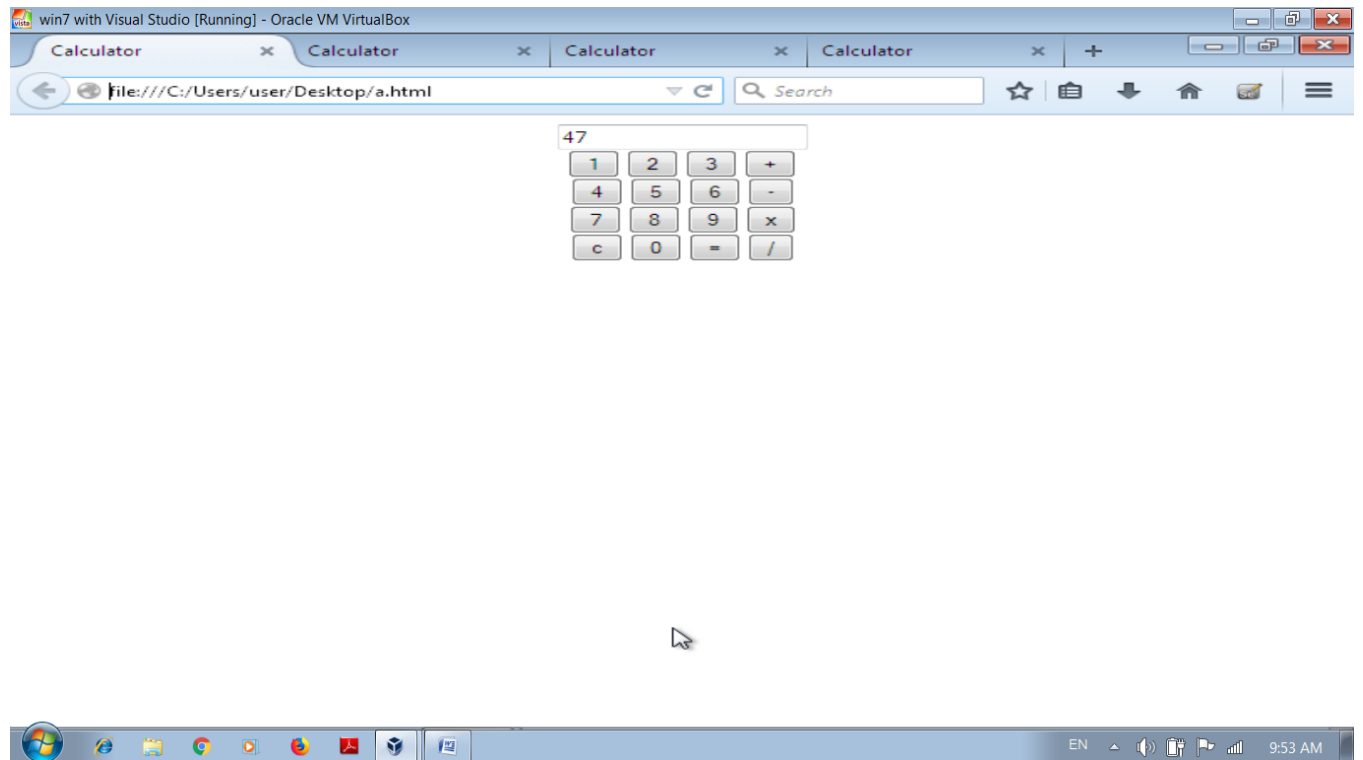 win7 with Visual Studio [Running] - Oracle VM VirtualBox
Calculator Calculator Calculator Calculator
file:///C:/Users/user/Desktop/a.html Search
47
1 2 3 +
4 5 6 -
7 8 9 x
c 0 = /
EN 9:53 AM